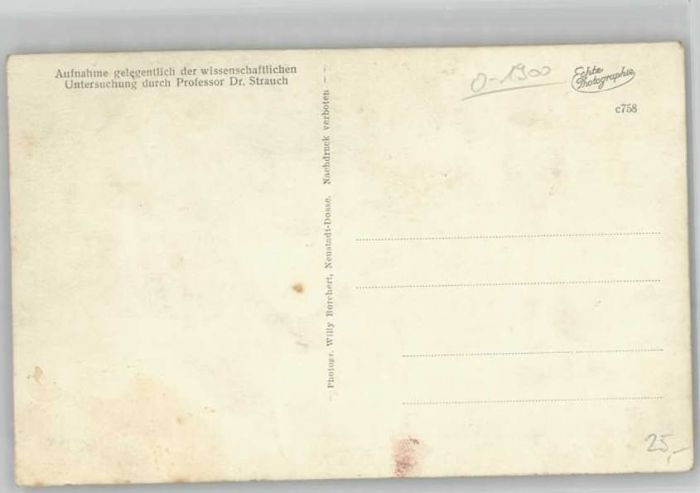 Aufnahme gelegentlich der wissenschaftlichen
Untersuchung durch Professor Dr. Strauch
0-1900
Echte
Photographie
c758
– Photogr. Willy Borchert, Neustadt-Dosse. Nachdruck verboten –
25,-